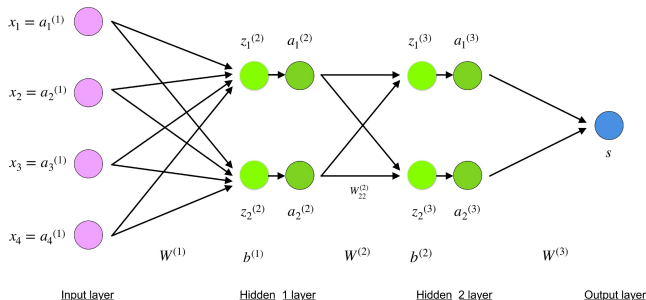 x₁ = a₁⁽¹⁾
z₁⁽²⁾ a₁⁽²⁾ z₁⁽³⁾ a₁⁽³⁾
x₂ = a₂⁽¹⁾
x₃ = a₃⁽¹⁾
s
W₂₂⁽²⁾
z₂⁽²⁾ a₂⁽²⁾ z₂⁽³⁾ a₂⁽³⁾
x₄ = a₄⁽¹⁾
W⁽¹⁾ b⁽¹⁾ W⁽²⁾ b⁽²⁾ W⁽³⁾
Input layer Hidden 1 layer Hidden 2 layer Output layer